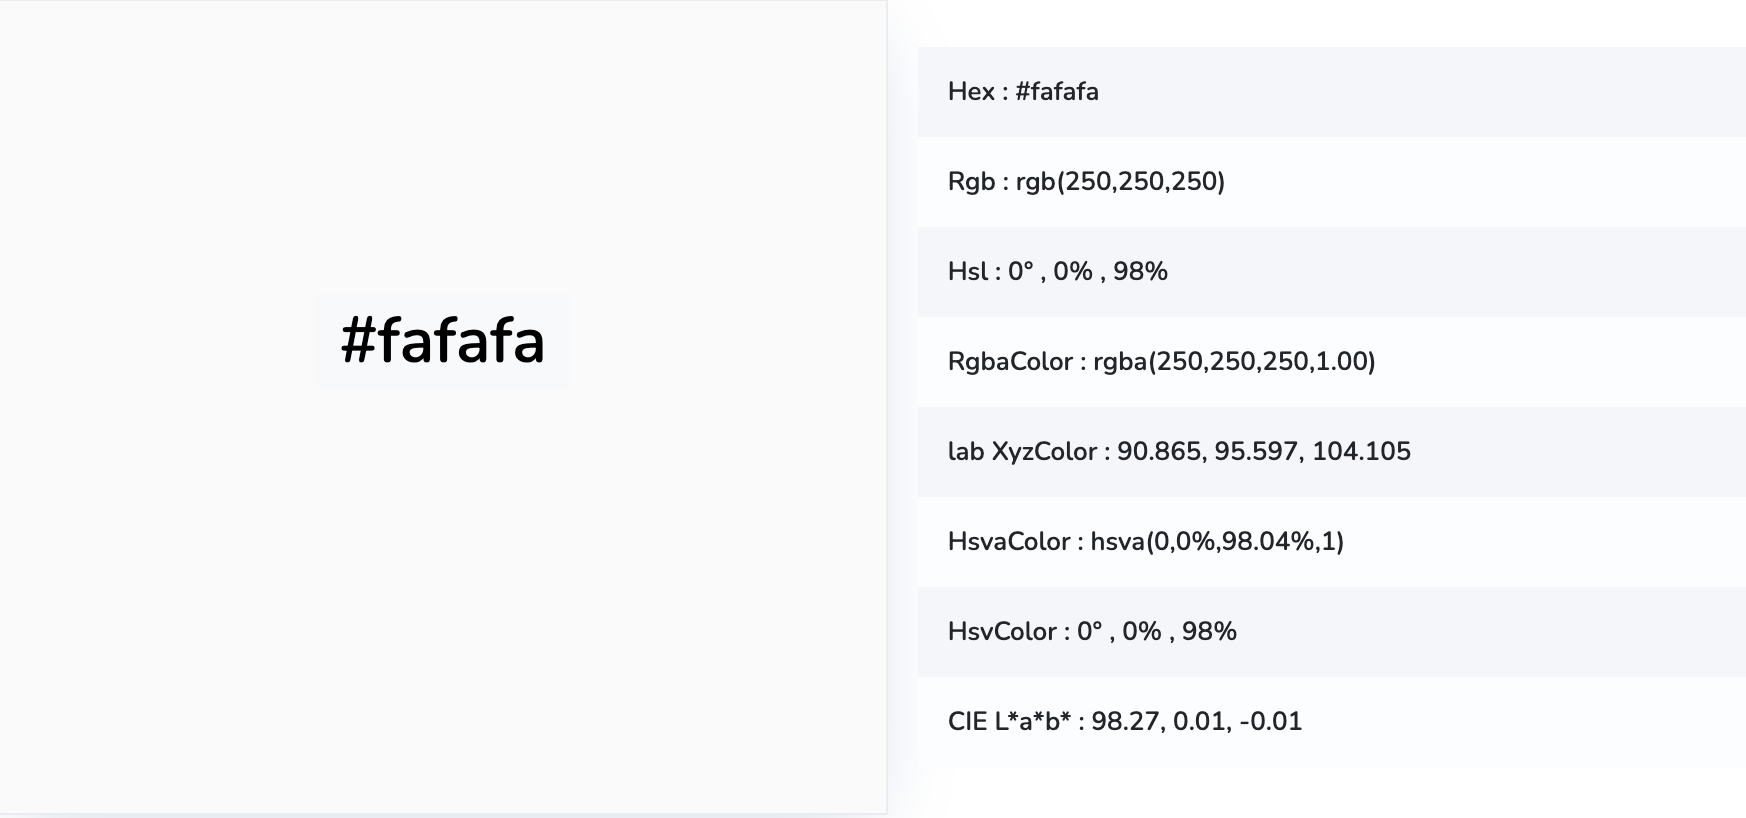 #fafafa
Hex : #fafafa
Rgb : rgb(250,250,250)
Hsl : 0° , 0% , 98%
RgbaColor : rgba(250,250,250,1.00)
lab XyzColor : 90.865, 95.597, 104.105
HsvaColor : hsva(0,0%,98.04%,1)
HsvColor : 0° , 0% , 98%
CIE L*a*b* : 98.27, 0.01, -0.01